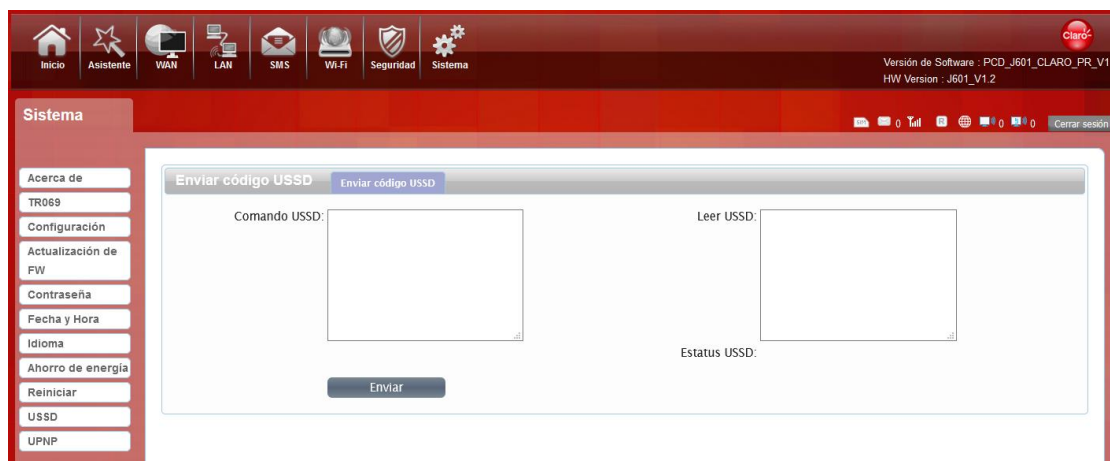 Inicio
Asistente
WAN
LAN
SMS
Wi-Fi
Seguridad
Sistema
Claro
Versión de Software : PCD_J601_CLARO_PR_V1
HW Version : J601_V1.2
Sistema
0
R
0
0
Cerrar sesión
Acerca de
TR069
Configuración
Actualización de
FW
Contraseña
Fecha y Hora
Idioma
Ahorro de energía
Reiniciar
USSD
UPNP
Enviar código USSD
Enviar código USSD
Comando USSD:
Leer USSD:
Estatus USSD:
Enviar